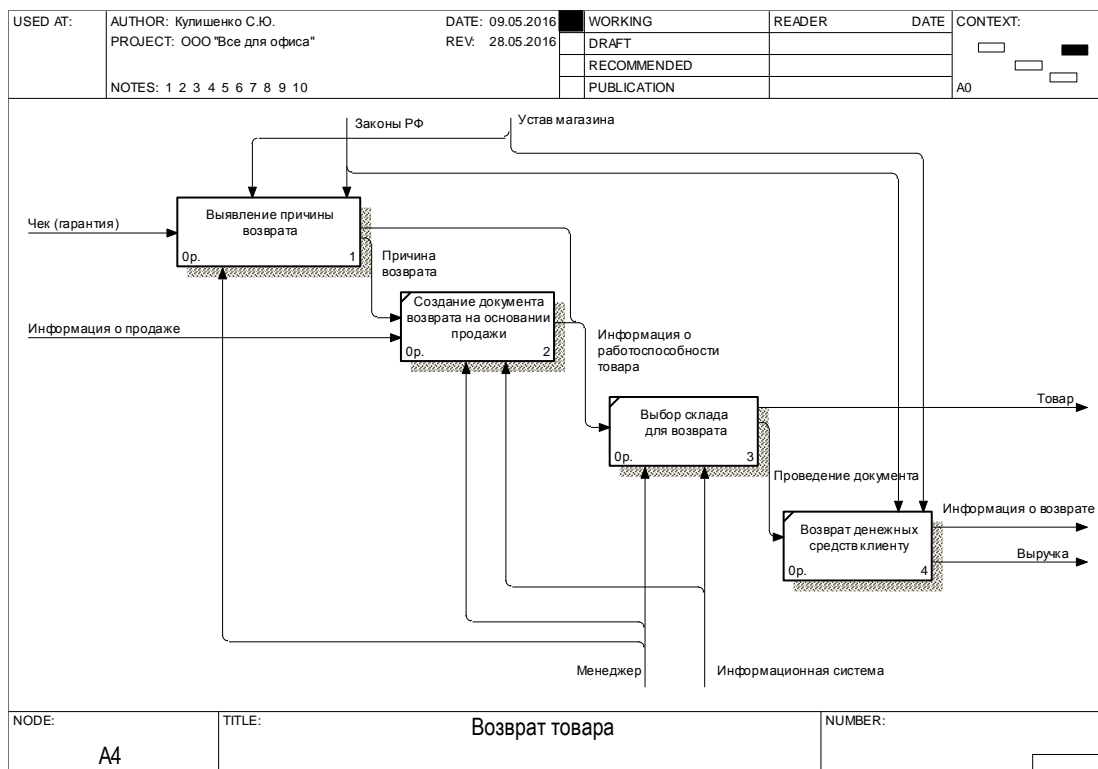 USED AT:
AUTHOR: Кулишенко С.Ю.
DATE: 09.05.2016
PROJECT: ООО "Все для офиса"
REV: 28.05.2016
NOTES: 1 2 3 4 5 6 7 8 9 10
WORKING
DRAFT
RECOMMENDED
PUBLICATION
READER
DATE
CONTEXT:
A0
Законы РФ
Устав магазина
Чек (гарантия)
Выявление причины
возврата
0р.
1
Причина
возврата
Информация о продаже
Создание документа
возврата на основании
продажи
0р.
2
Информация о
работоспособности
товара
Выбор склада
для возврата
0р.
3
Товар
Проведение документа
Возврат денежных
средств клиенту
0р.
4
Информация о возврате
Выручка
Менеджер
Информационная система
NODE:
A4
TITLE:
Возврат товара
NUMBER: